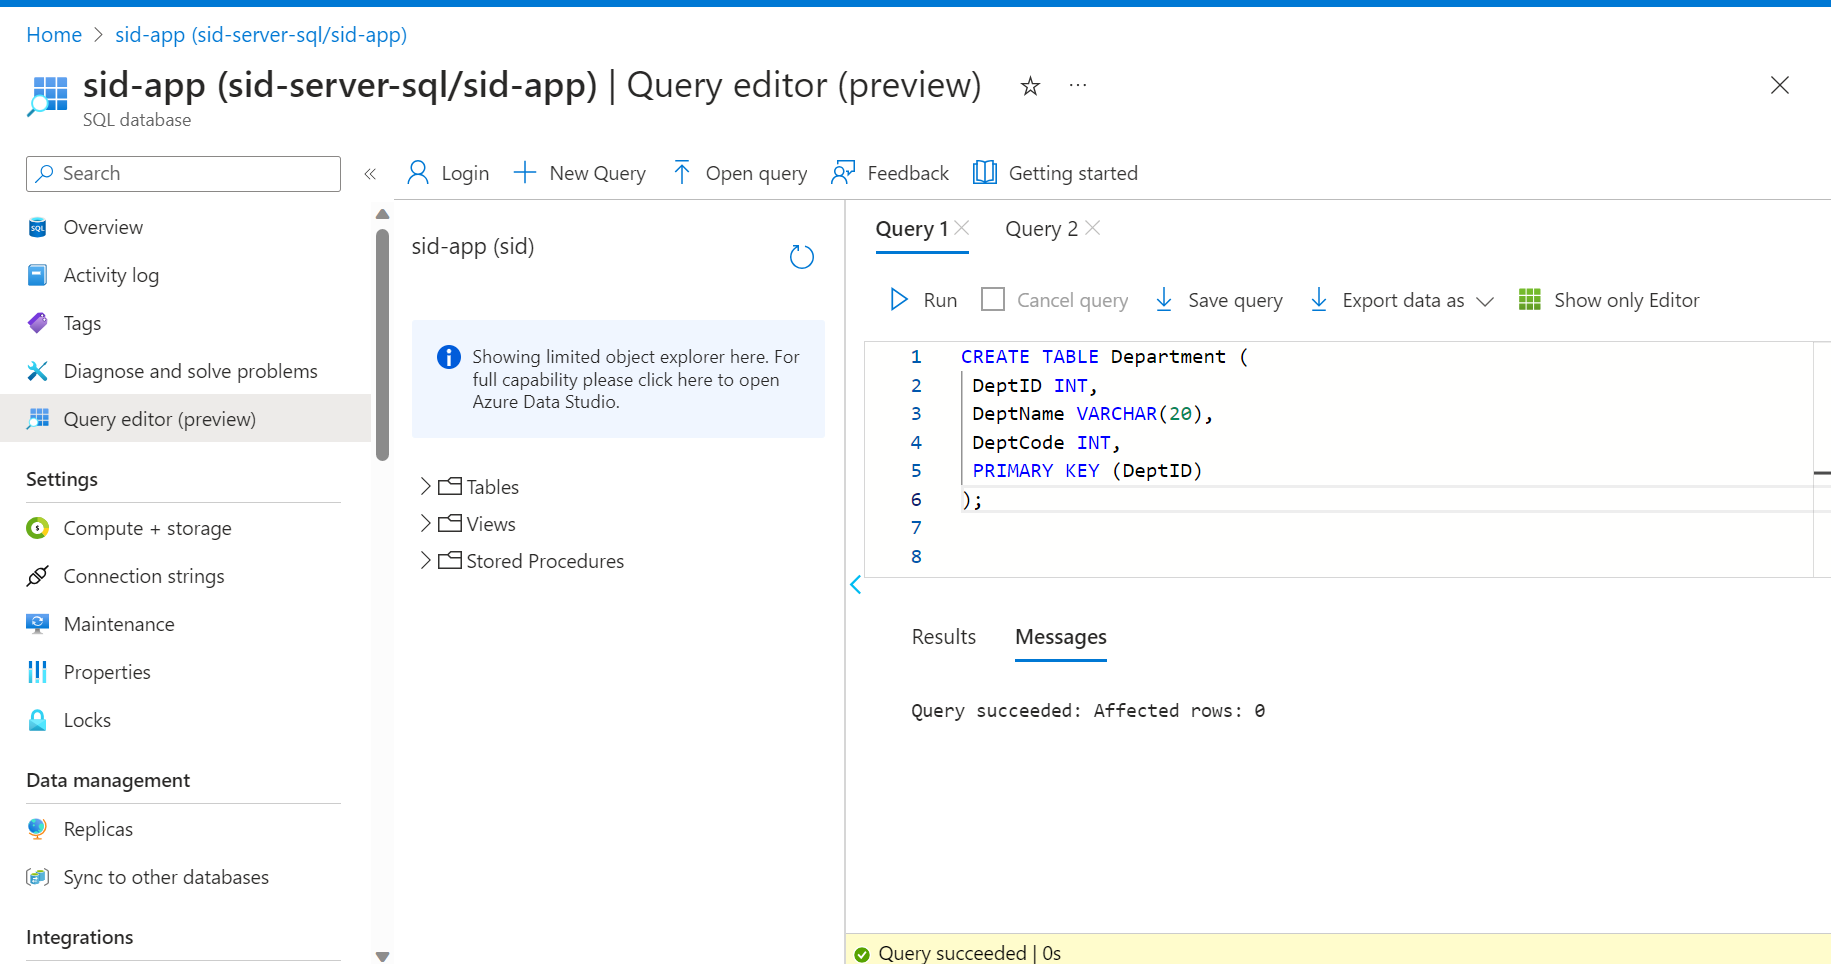 Home > sid-app (sid-server-sql/sid-app)
sid-app (sid-server-sql/sid-app) | Query editor (preview) ☆ ...
SQL database
Search
«
Overview
Activity log
Tags
Diagnose and solve problems
Query editor (preview)
Settings
Compute + storage
Connection strings
Maintenance
Properties
Locks
Data management
Replicas
Sync to other databases
Integrations
Login
New Query
Open query
Feedback
Getting started
sid-app (sid)
Showing limited object explorer here. For
full capability please click here to open
Azure Data Studio.
Tables
Views
Stored Procedures
Query 1
Query 2
Run
Cancel query
Save query
Export data as
Show only Editor
1 CREATE TABLE Department (
2 DeptID INT,
3 DeptName VARCHAR(20),
4 DeptCode INT,
5 PRIMARY KEY (DeptID)
6 );
7
8
Results
Messages
Query succeeded: Affected rows: 0
Query succeeded | 0s